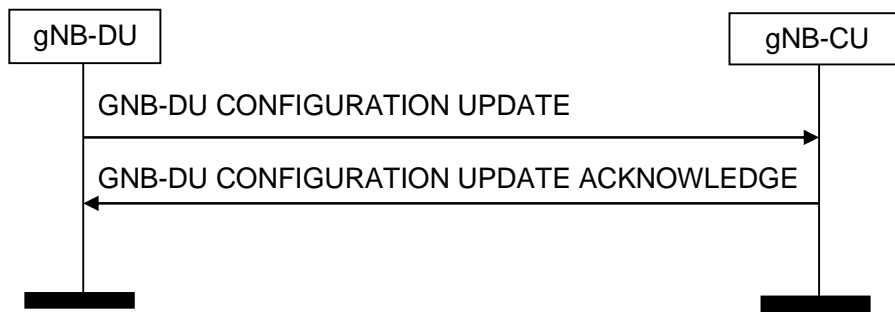 gNB-DU
gNB-CU
GNB-DU CONFIGURATION UPDATE
GNB-DU CONFIGURATION UPDATE ACKNOWLEDGE